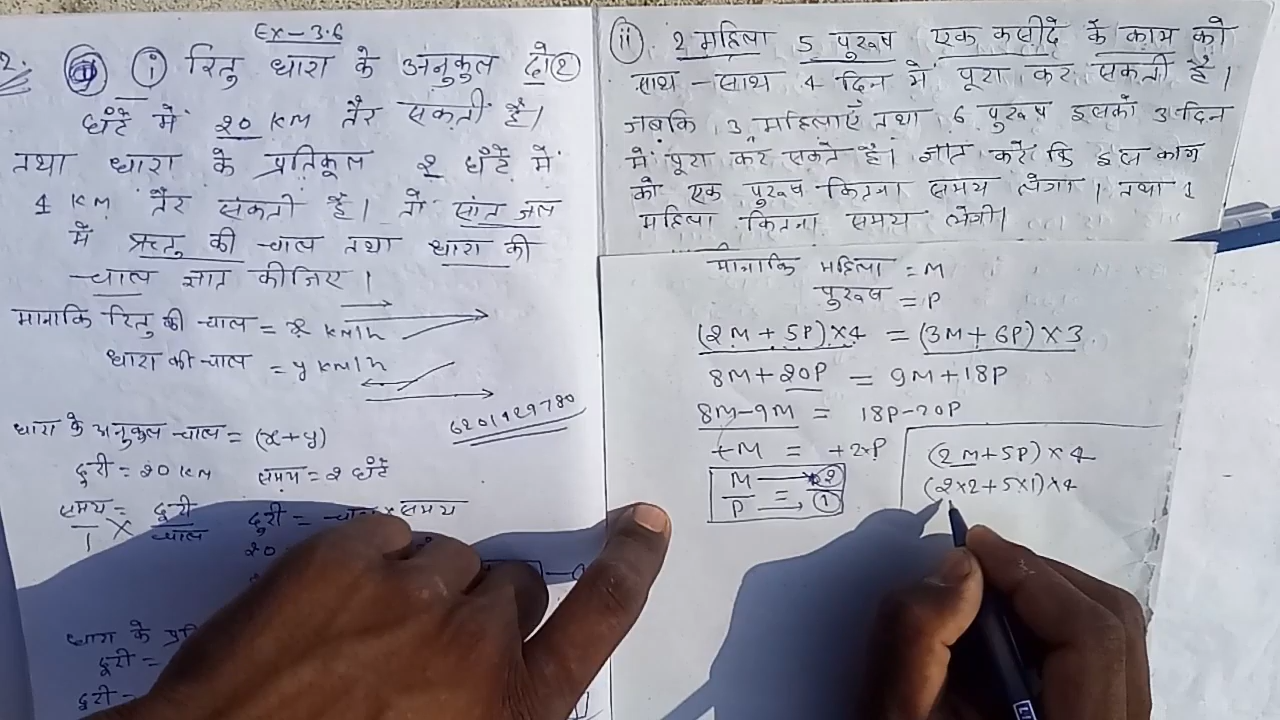 Ex-3.6
2. (i) रितु धारा के अनुकूल दो 2
घंटे में 20 KM तैर सकती है।
तथा धारा के प्रतिकूल 2 घंटें में
4 KM तैर सकती है। तो सांत जल
में ऋतु की चाल तथा धारा की
चाल ज्ञात कीजिए।
मानाकि रितु की चाल = x KM/h
धारा की चाल = y KM/h
6201429780
धारा के अनुकूल चाल = (x+y)
दुरी = 20 KM समय = 2 घंटें
समय = दूरी दुरी = चाल × समय
1 चाल
20
धारा के
दूरी =
दुरी =
(ii) 2 महिला 5 पुरूष एक कसीदे के काम को
साथ-साथ 4 दिन में पूरा कर सकती है।
जबकि 3 महिलाएँ तथा 6 पुरूष इसको 3 दिन
में पूरा कर सकते है। ज्ञात करें कि इस काम
को एक पुरूष कितना समय लेगा। तथा 1
महिला कितना समय लेगी।
मानाकि महिला = M
पुरूष = P
(2M + 5P) × 4 = (3M + 6P) × 3
8M + 20P = 9M + 18P
8M - 9M = 18P - 20P
+M = +2P
M → 2
P = → 1
(2M + 5P) × 4
(2×2 + 5×1) × 4